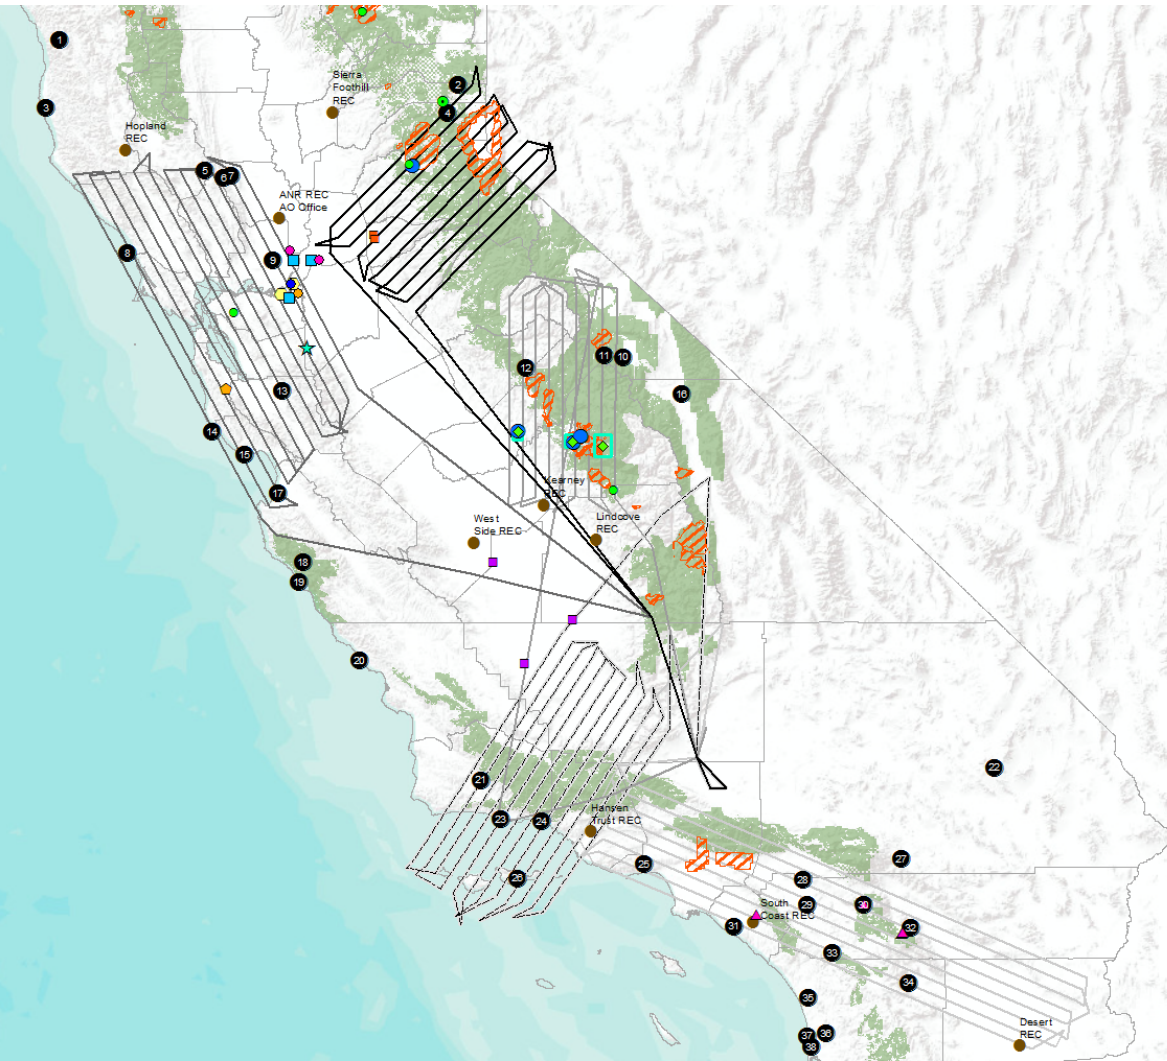 1
2
Sierra
Foothill
REC
3
4
Hopland
REC
5
6
7
ANR REC
AO Office
8
9
12
11
10
16
13
14
15
17
Kearney
REC
West
Side REC
Lindcove
REC
18
19
20
21
22
23
24
Hansen
Trust REC
25
26
27
28
29
30
South
Coast REC
31
32
33
34
35
36
37
38
Desert
REC